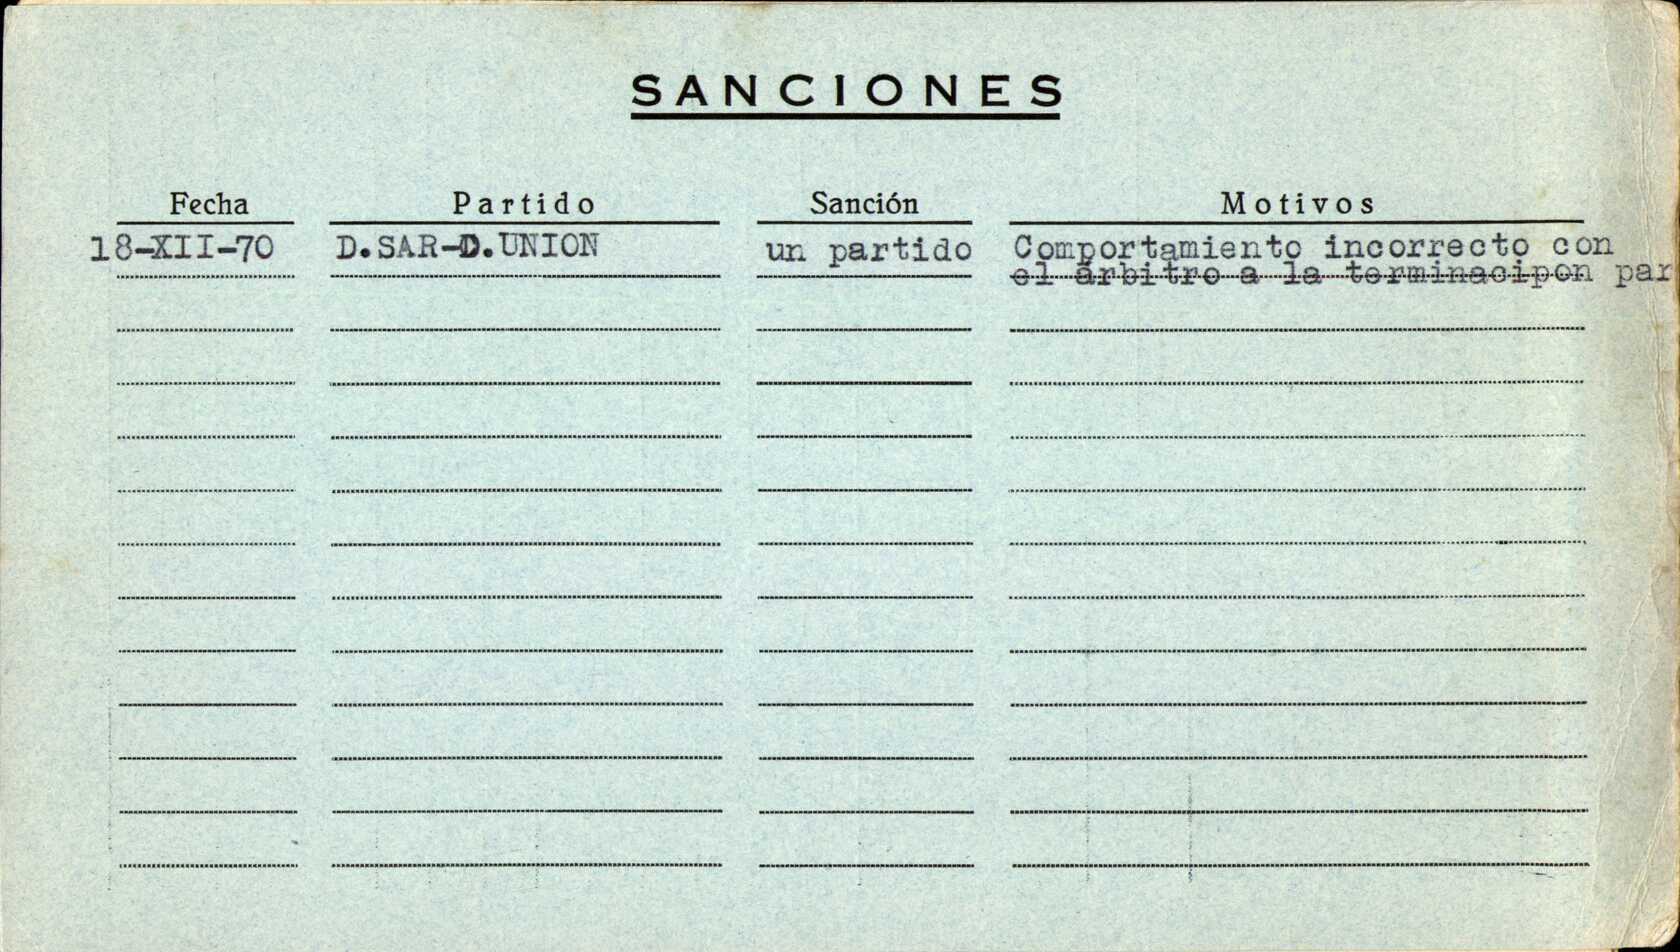 SANCIONES
Fecha Partido Sanción Motivos
18-XII-70 D.SAR-D.UNION un partido Comportamiento incorrecto con
el árbitro a la terminacipon par